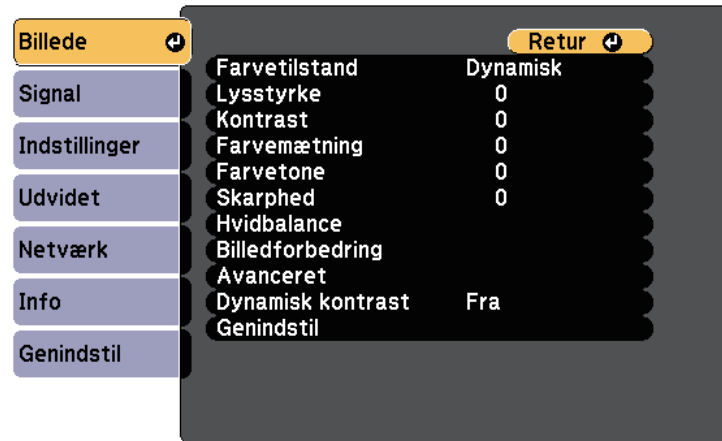 Billede
Signal
Indstillinger
Udvidet
Netværk
Info
Genindstil
Retur
Farvetilstand Dynamisk
Lysstyrke 0
Kontrast 0
Farvemætning 0
Farvetone 0
Skarphed 0
Hvidbalance
Billedforbedring
Avanceret
Dynamisk kontrast Fra
Genindstil